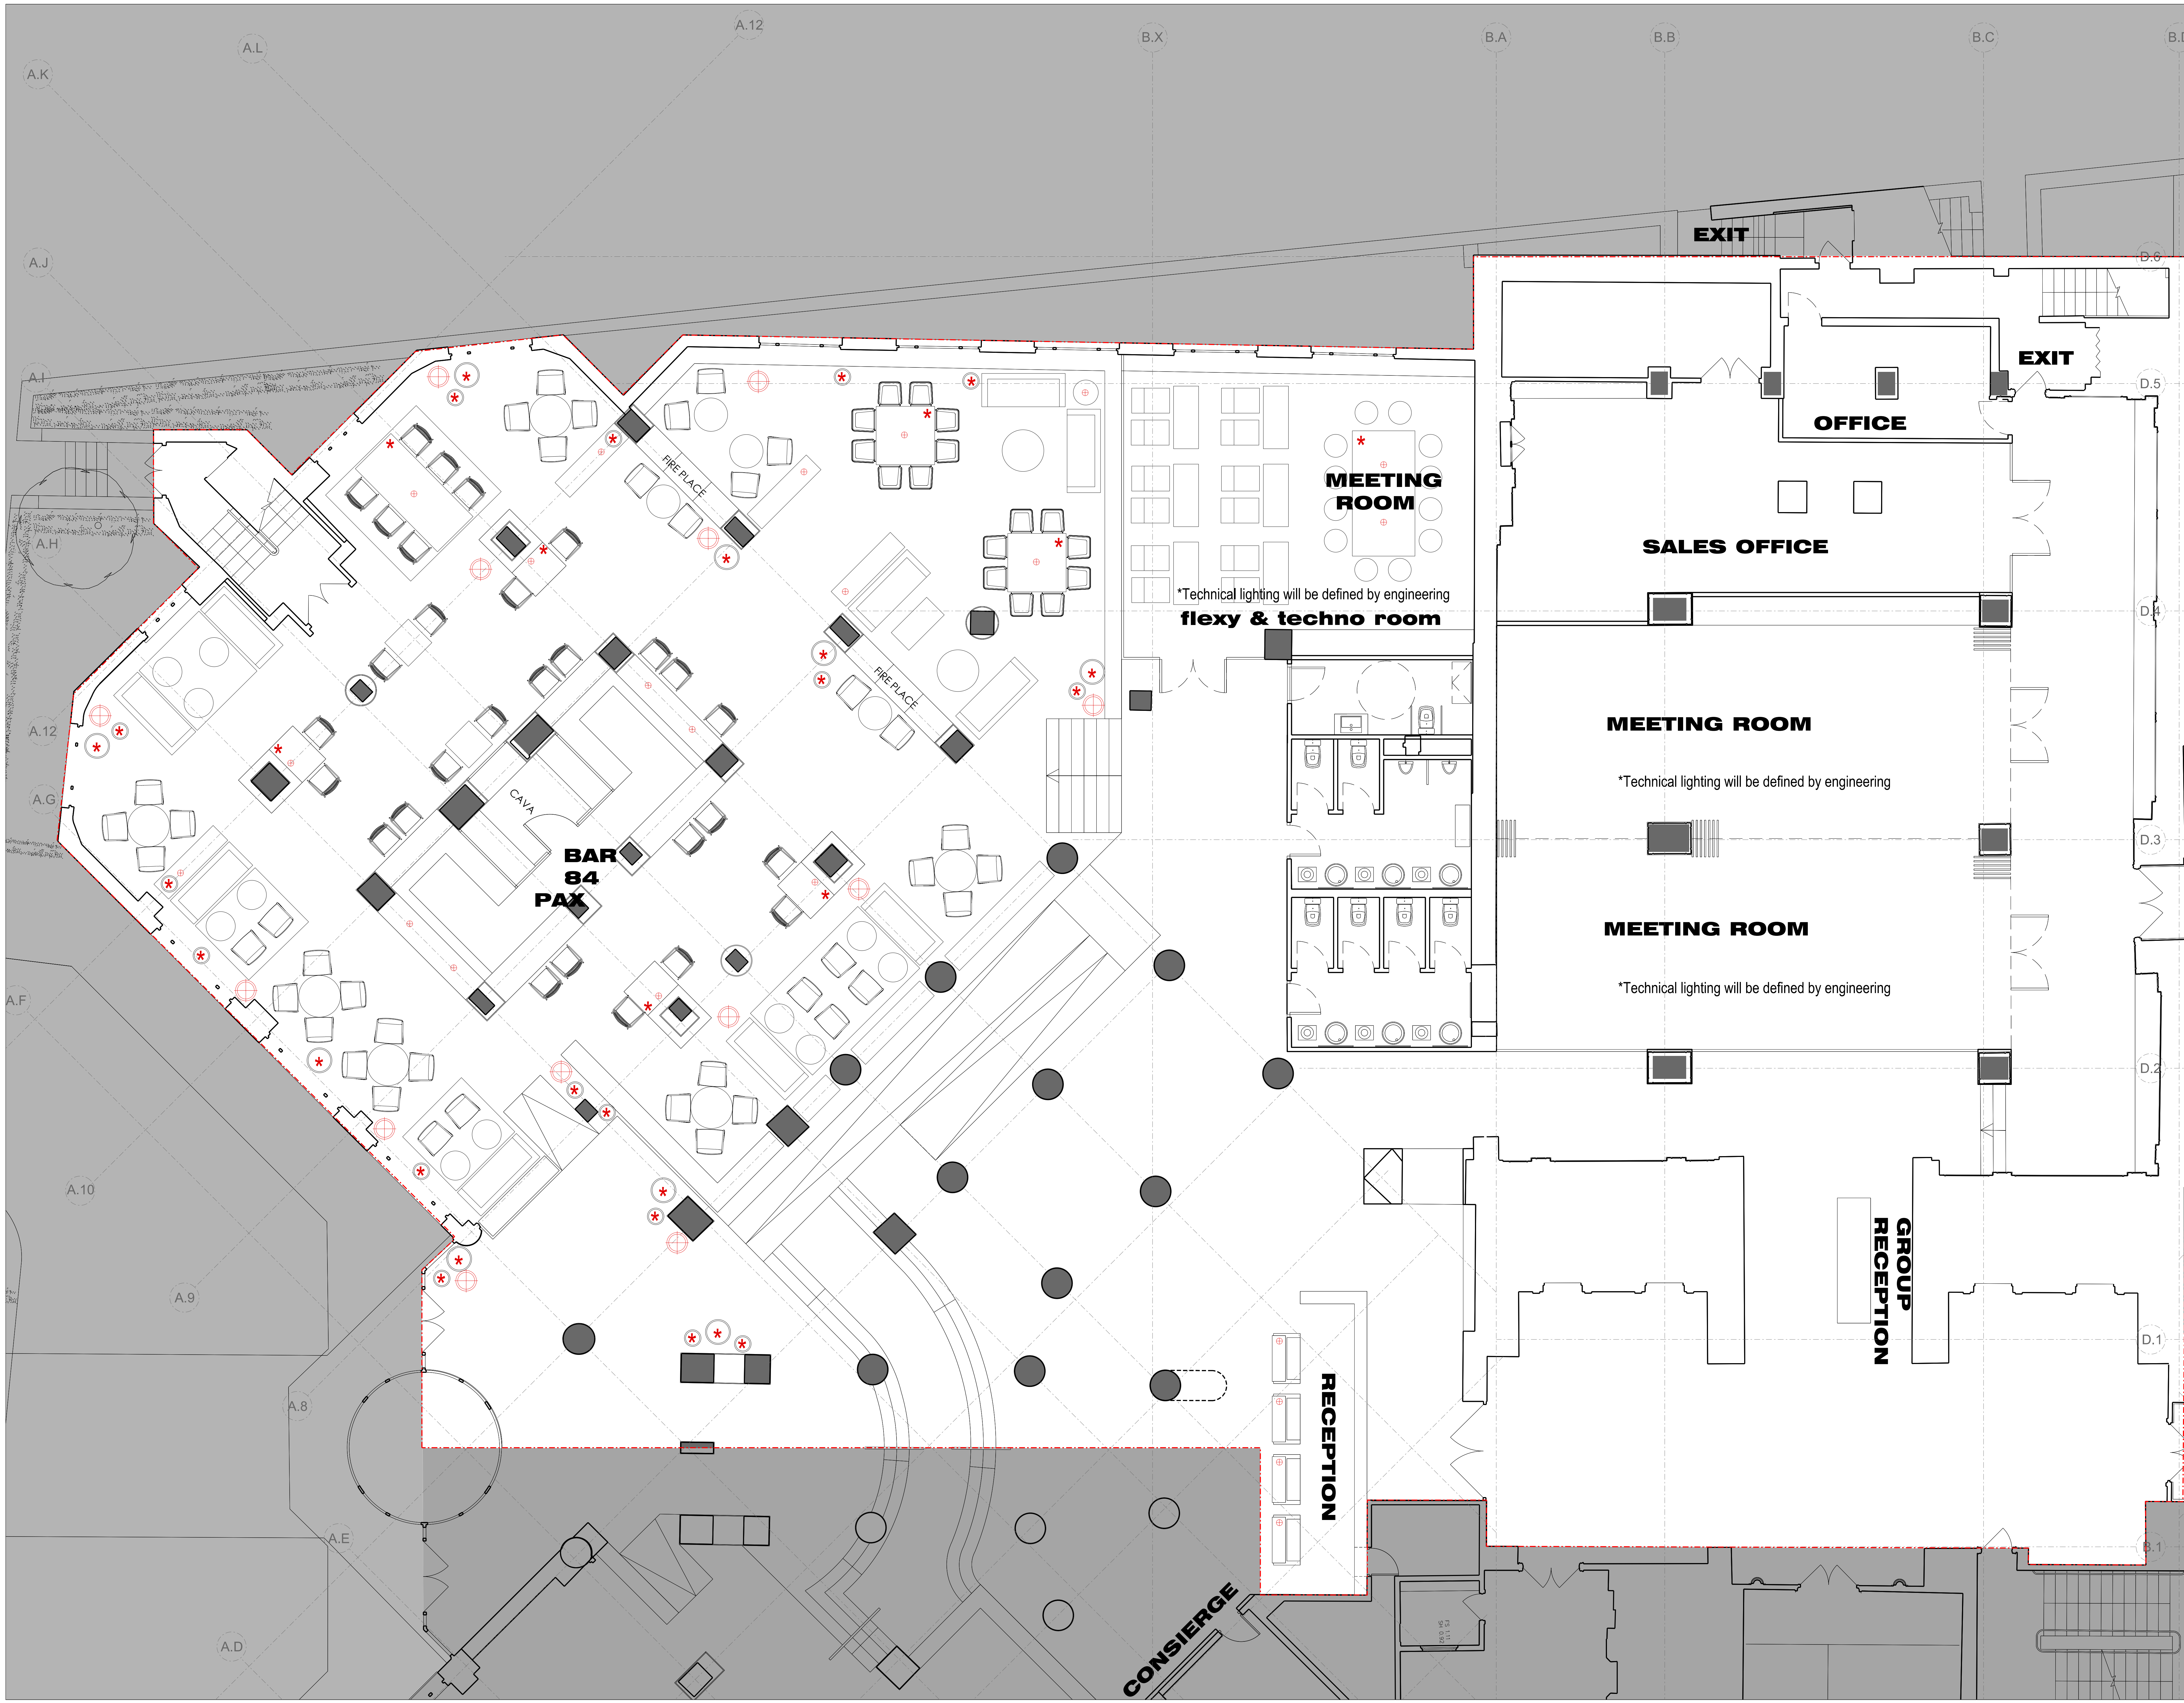 A.12
A.L
B.X
B.A
B.B
B.C
A.K
EXIT
A.J
D.6
EXIT
A.I
D.5
OFFICE
FIRE PLACE
MEETING
ROOM
SALES OFFICE
A.H
*Technical lighting will be defined by engineering
flexy & techno room
D.4
FIRE PLACE
A.12
MEETING ROOM
*Technical lighting will be defined by engineering
A.G
CAVA
BAR
84
PAX
D.3
MEETING ROOM
*Technical lighting will be defined by engineering
A.F
D.2
A.10
GROUP
RECEPTION
A.9
D.1
A.8
RECEPTION
A.E
B.1
CONSIERGE
A.D